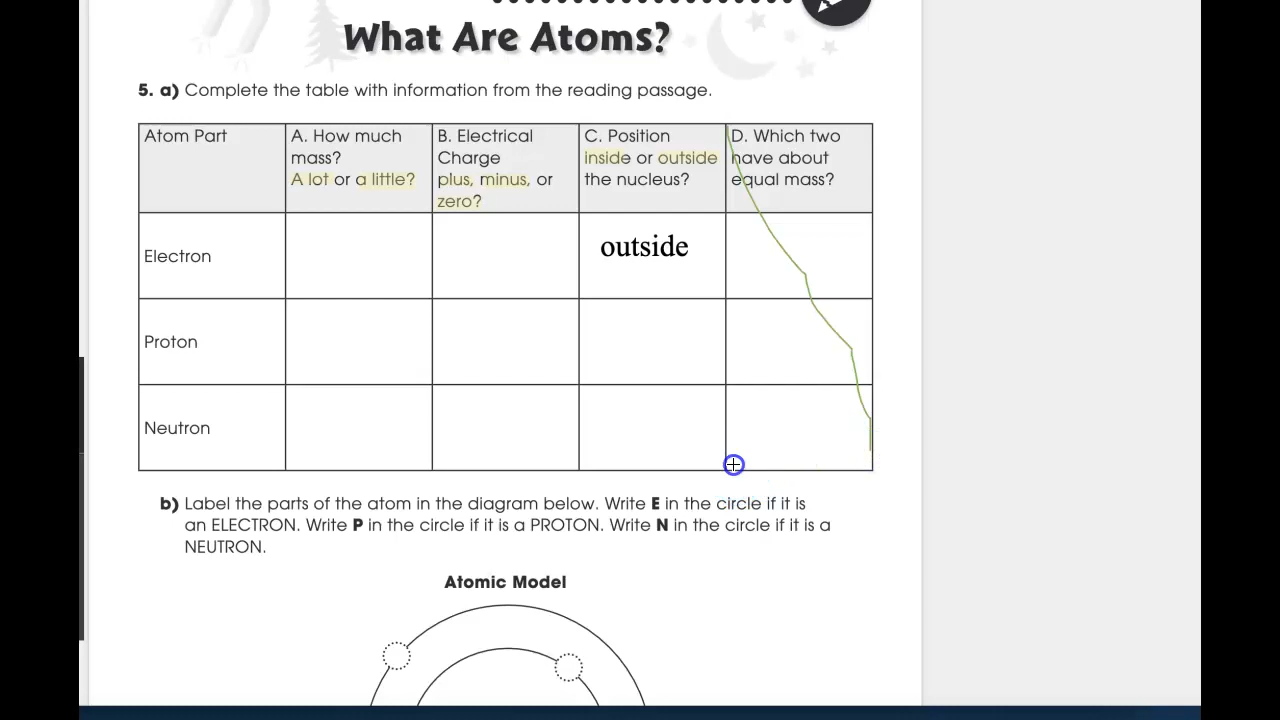 What Are Atoms?
5. a) Complete the table with information from the reading passage.
Atom Part
A. How much
mass?
A lot or a little?
B. Electrical
Charge
plus, minus, or
zero?
C. Position
inside or outside
the nucleus?
D. Which two
have about
equal mass?
Electron
outside
Proton
Neutron
b) Label the parts of the atom in the diagram below. Write E in the circle if it is
an ELECTRON. Write P in the circle if it is a PROTON. Write N in the circle if it is a
NEUTRON.
Atomic Model